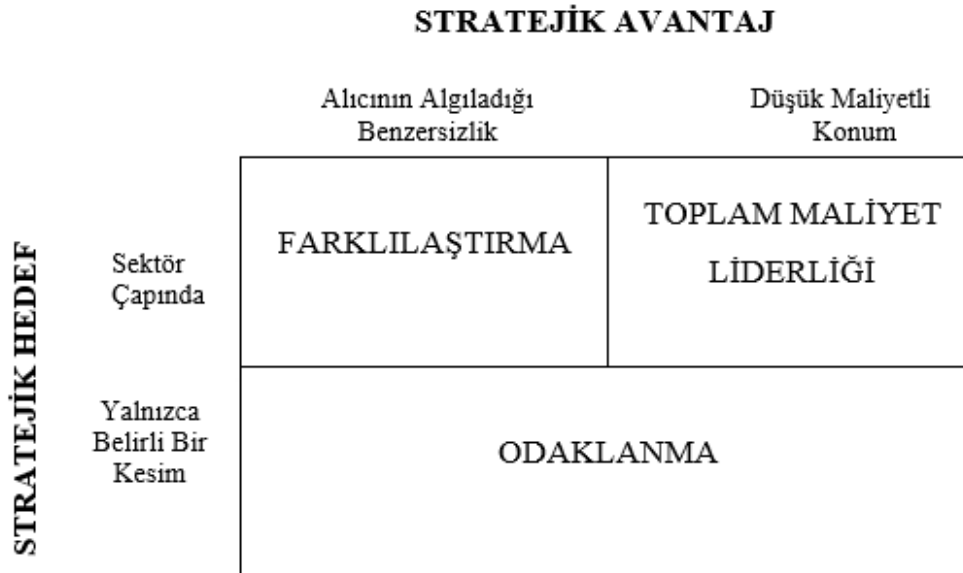 STRATEJİK AVANTAJ
Alıcının Algıladığı
Benzersizlik
Düşük Maliyetli
Konum
STRATEJİK HEDEF
Sektör
Çapında
FARKLILAŞTIRMA
TOPLAM MALİYET
LİDERLİĞİ
Yalnızca
Belirli Bir
Kesim
ODAKLANMA